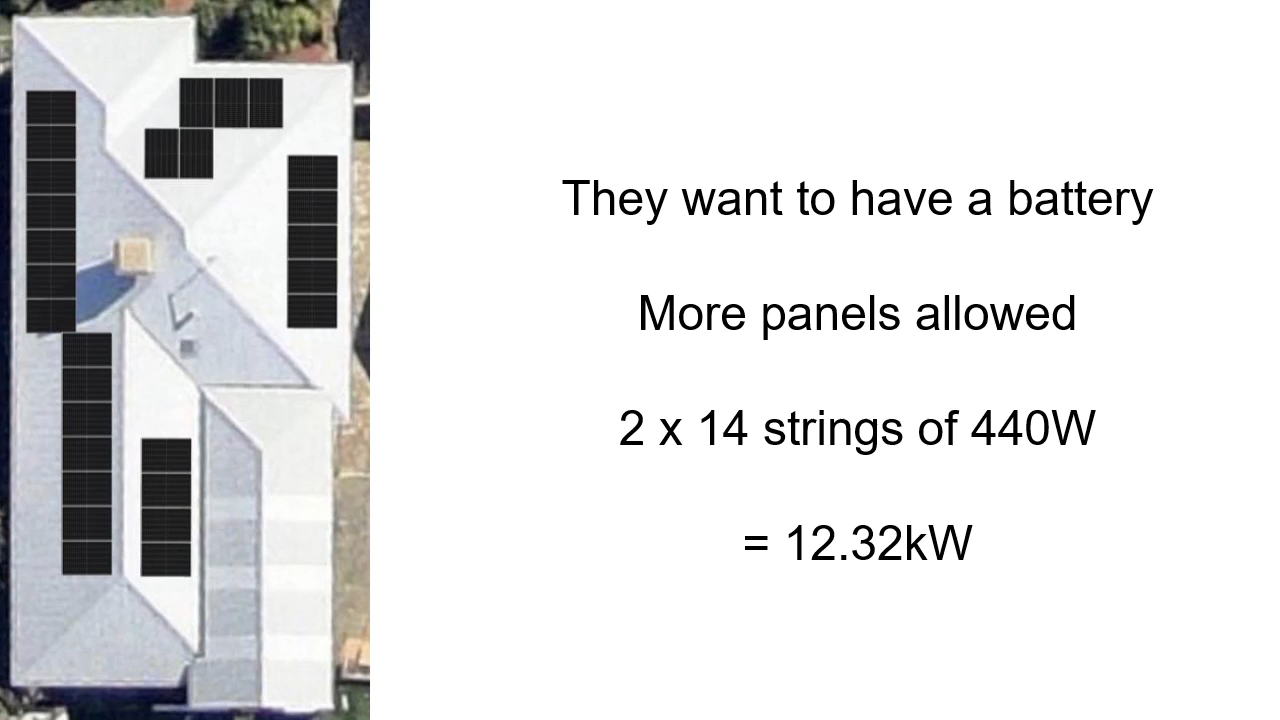 They want to have a battery
More panels allowed
2 x 14 strings of 440W
= 12.32kW